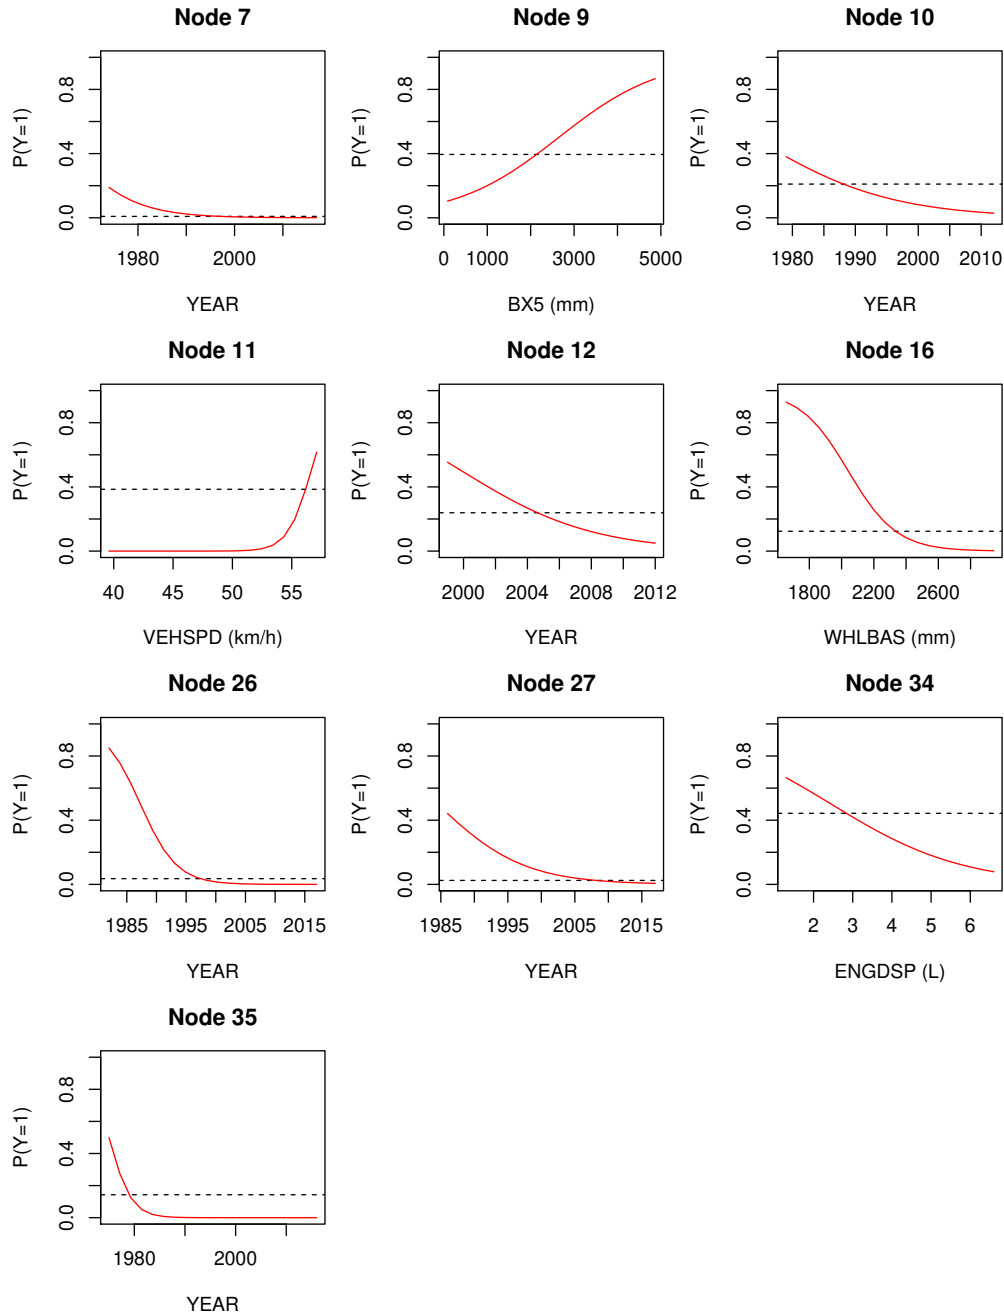 Node 7
P(Y=1)
0.0 0.4 0.8
1980 2000
YEAR
Node 9
P(Y=1)
0.0 0.4 0.8
0 1000 3000 5000
BX5 (mm)
Node 10
P(Y=1)
0.0 0.4 0.8
1980 1990 2000 2010
YEAR
Node 11
P(Y=1)
0.0 0.4 0.8
40 45 50 55
VEHSPD (km/h)
Node 12
P(Y=1)
0.0 0.4 0.8
2000 2004 2008 2012
YEAR
Node 16
P(Y=1)
0.0 0.4 0.8
1800 2200 2600
WHLBAS (mm)
Node 26
P(Y=1)
0.0 0.4 0.8
1985 1995 2005 2015
YEAR
Node 27
P(Y=1)
0.0 0.4 0.8
1985 1995 2005 2015
YEAR
Node 34
P(Y=1)
0.0 0.4 0.8
2 3 4 5 6
ENGDSP (L)
Node 35
P(Y=1)
0.0 0.4 0.8
1980 2000
YEAR